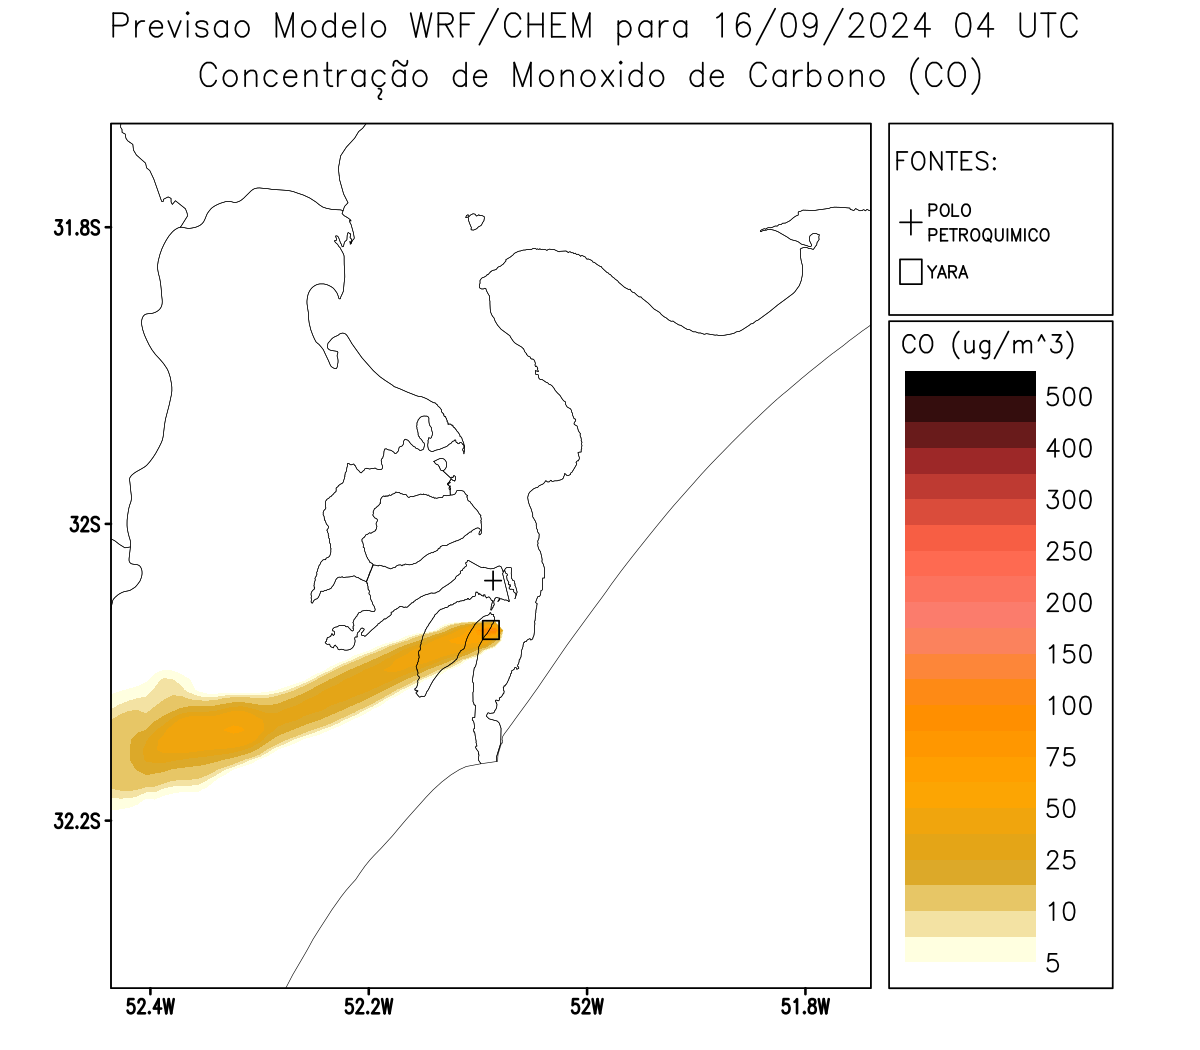 Previsao Modelo WRF/CHEM para 16/09/2024 04 UTC
Concentração de Monoxido de Carbono (CO)
FONTES:
POLO
PETROQUIMICO
YARA
CO (ug/m^3)
500
400
300
250
200
150
100
75
50
25
10
5
31.8S
32S
32.2S
52.4W
52.2W
52W
51.8W